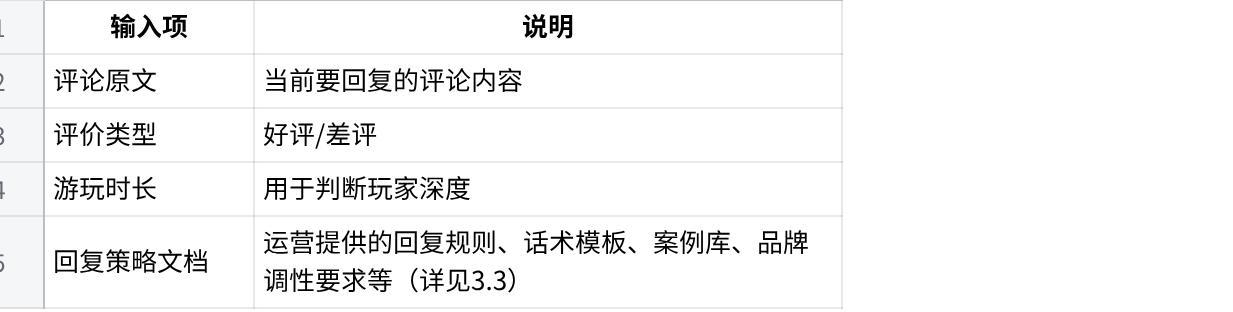 输入项 说明
评论原文 当前要回复的评论内容
评价类型 好评/差评
游玩时长 用于判断玩家深度
回复策略文档 运营提供的回复规则、话术模板、案例库、品牌
调性要求等（详见3.3）